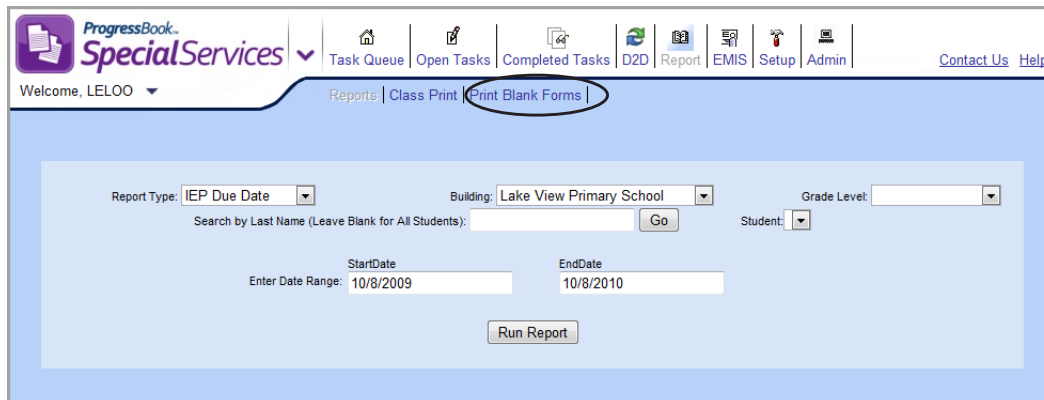 ProgressBook™
SpecialServices
Task Queue | Open Tasks | Completed Tasks | D2D | Report | EMIS | Setup | Admin |
Contact Us Help
Welcome, LELOO
Reports | Class Print | Print Blank Forms |
Report Type: IEP Due Date Building: Lake View Primary School Grade Level:
Search by Last Name (Leave Blank for All Students): Go Student:
StartDate EndDate
Enter Date Range: 10/8/2009 10/8/2010
Run Report